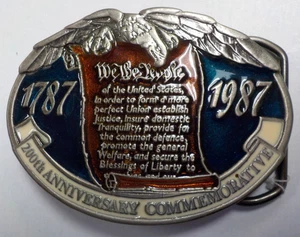 We the People
of the United States,
in order to form a more
perfect Union establish
Justice, insure domestic
Tranquility, provide for
the common defence,
promote the general
Welfare, and secure the
Blessings of Liberty to
1787
1987
200th ANNIVERSARY COMMEMORATIVE